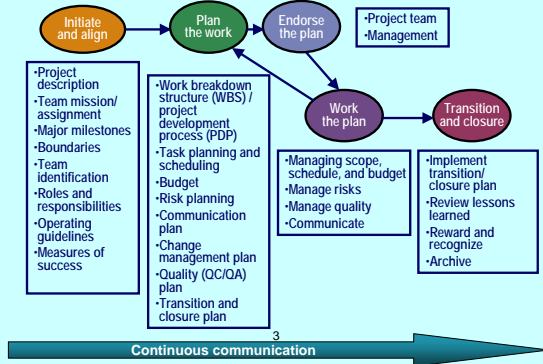 Initiate
and align
Plan
the work
Endorse
the plan
•Project team
•Management
Work
the plan
Transition
and closure
•Project
description
•Team mission/
assignment
•Major milestones
•Boundaries
•Team
identification
•Roles and
responsibilities
•Operating
guidelines
•Measures of
success
•Work breakdown
structure (WBS) /
project
development
process (PDP)
•Task planning and
scheduling
•Budget
•Risk planning
•Communication
plan
•Change
management plan
•Quality (QC/QA)
plan
•Transition and
closure plan
•Managing scope,
schedule, and budget
•Manage risks
•Manage quality
•Communicate
•Implement
transition/
closure plan
•Review lessons
learned
•Reward and
recognize
•Archive
3
Continuous communication